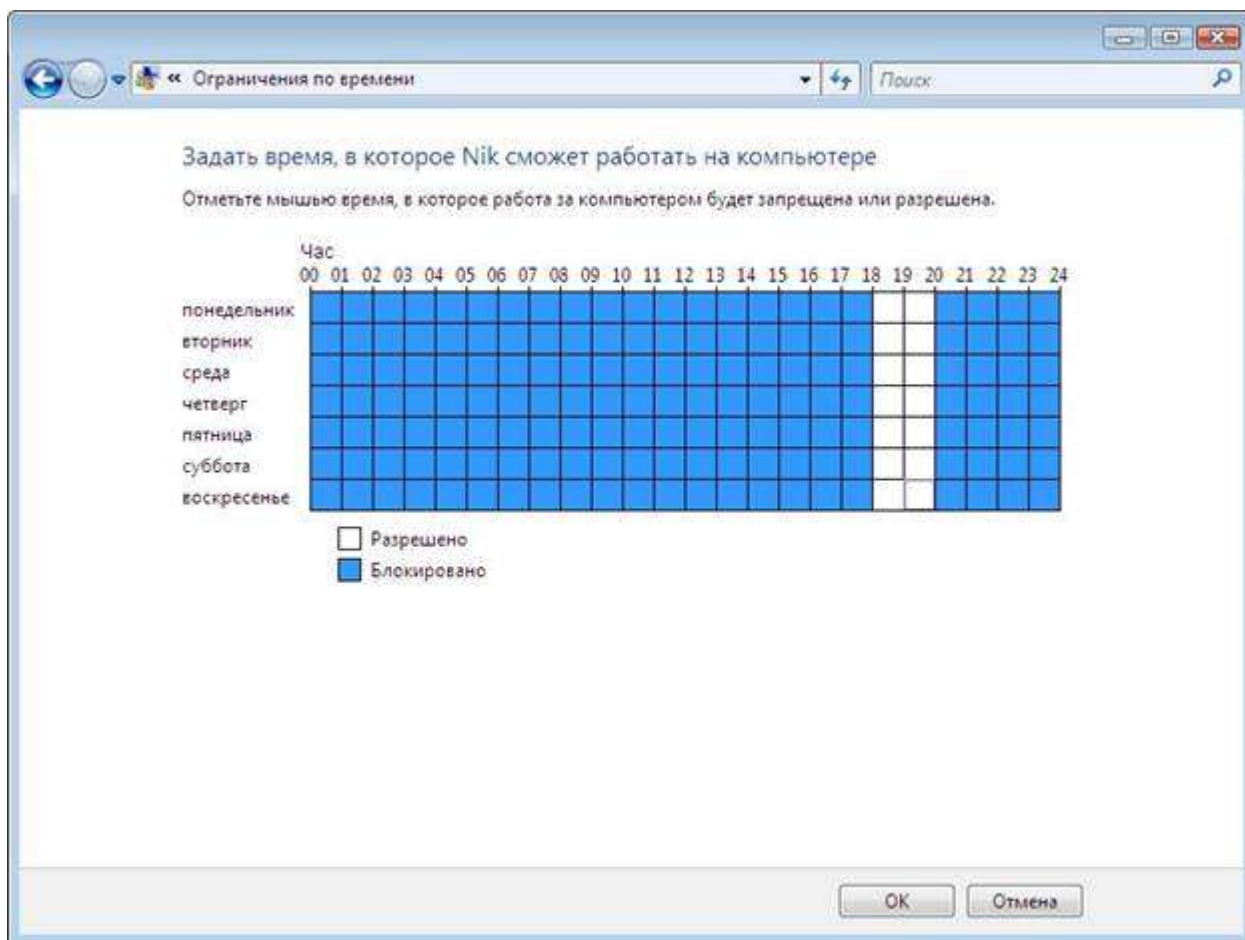 « Ограничения по времени
Поиск
Задать время, в которое Nik сможет работать на компьютере
Отметьте мышью время, в которое работа за компьютером будет запрещена или разрешена.
Час
00 01 02 03 04 05 06 07 08 09 10 11 12 13 14 15 16 17 18 19 20 21 22 23 24
понедельник
вторник
среда
четверг
пятница
суббота
воскресенье
Разрешено
Блокировано
ОК Отмена